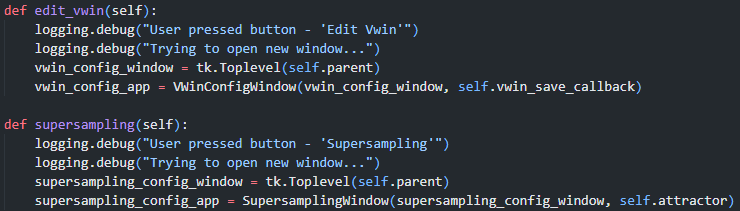 def edit_vwin(self):
    logging.debug("User pressed button - 'Edit Vwin'")
    logging.debug("Trying to open new window...")
    vwin_config_window = tk.Toplevel(self.parent)
    vwin_config_app = VWinConfigWindow(vwin_config_window, self.vwin_save_callback)

def supersampling(self):
    logging.debug("User pressed button - 'Supersampling'")
    logging.debug("Trying to open new window...")
    supersampling_config_window = tk.Toplevel(self.parent)
    supersampling_config_app = SupersamplingWindow(supersampling_config_window, self.attractor)